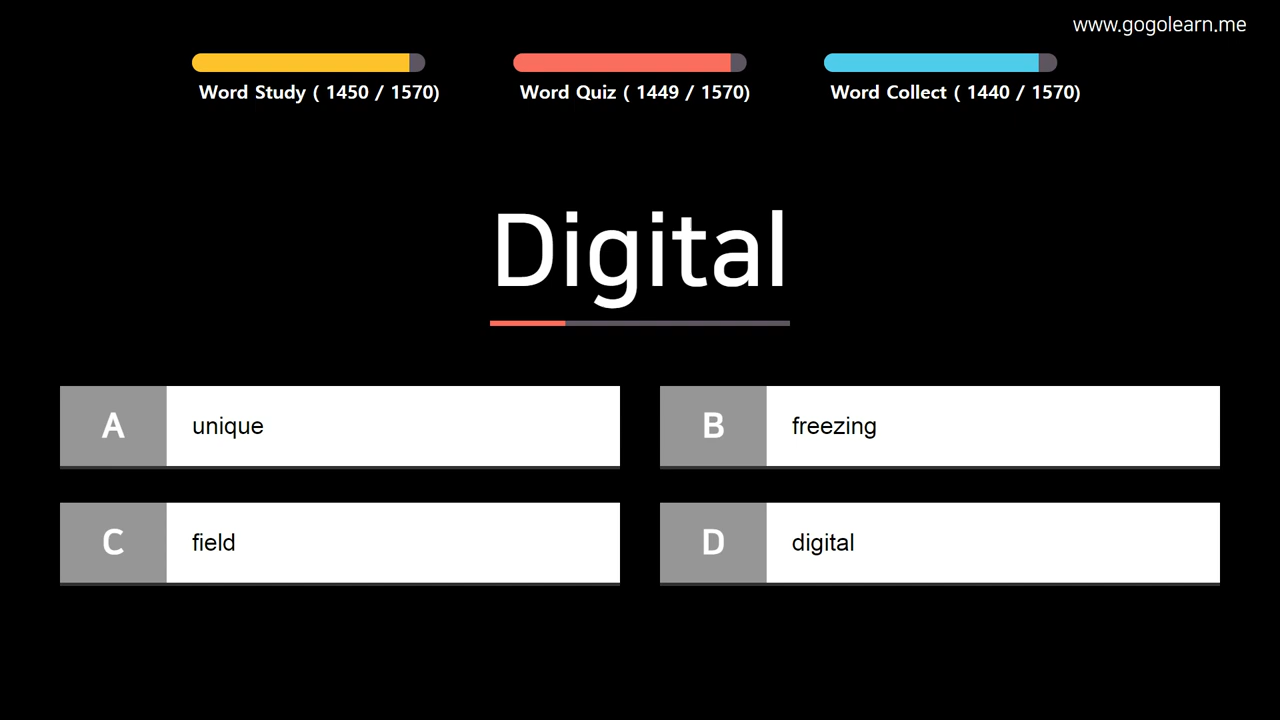 www.gogolearn.me
Word Study ( 1450 / 1570)
Word Quiz ( 1449 / 1570)
Word Collect ( 1440 / 1570)
Digital
A unique
B freezing
C field
D digital